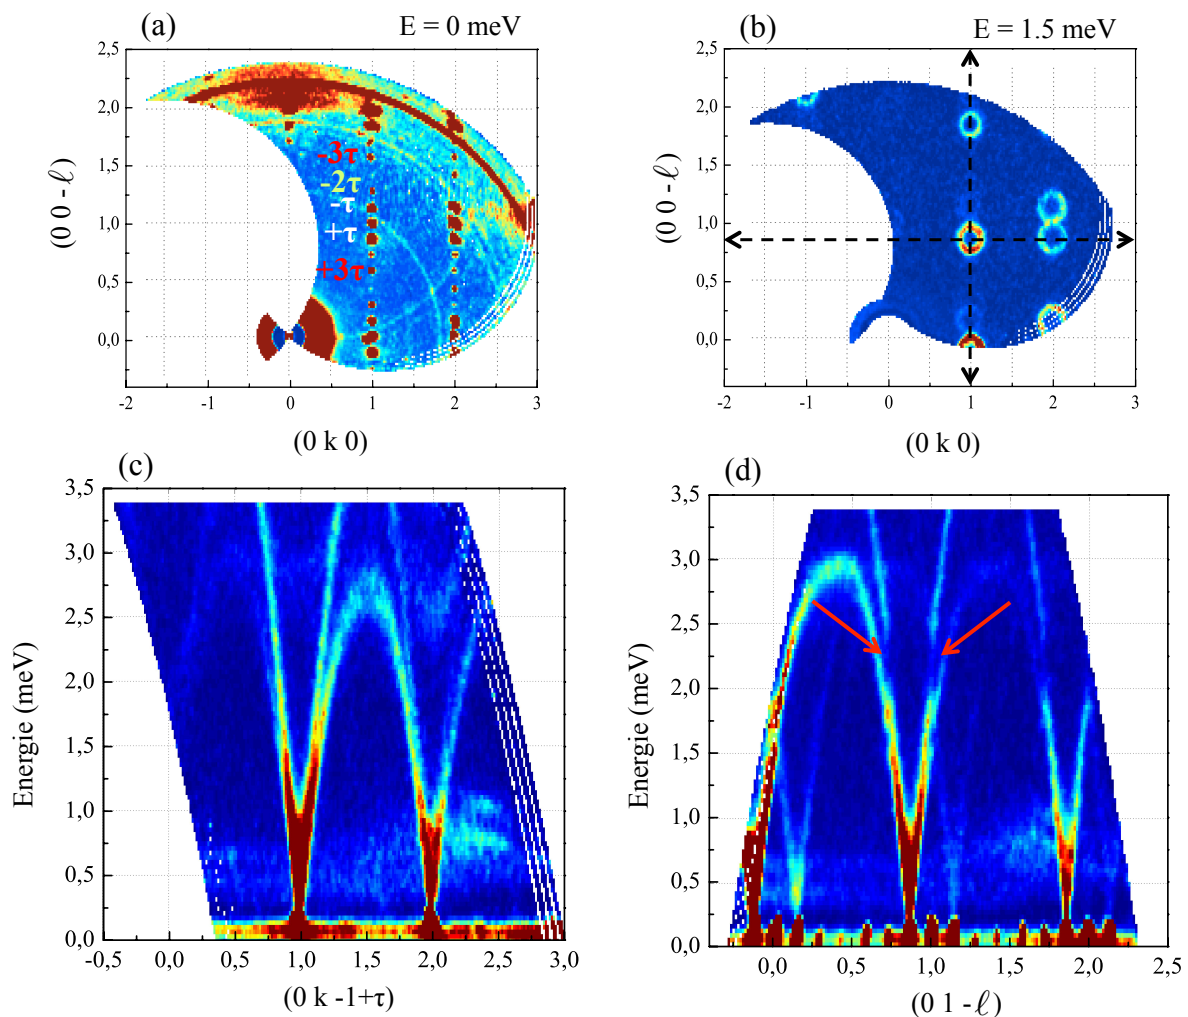 (a) E = 0 meV
2,5
2,0
1,5
1,0
0,5
0,0
(0 0 -ℓ)
-3τ
-2τ
-τ
+τ
+3τ
-2 -1 0 1 2 3
(0 k 0)
(b) E = 1.5 meV
2,5
2,0
1,5
1,0
0,5
0,0
(0 0 -ℓ)
-2 -1 0 1 2 3
(0 k 0)
(c)
3,5
3,0
2,5
2,0
1,5
1,0
0,5
0,0
Energie (meV)
-0,5 0,0 0,5 1,0 1,5 2,0 2,5 3,0
(0 k -1+τ)
(d)
3,5
3,0
2,5
2,0
1,5
1,0
0,5
0,0
Energie (meV)
0,0 0,5 1,0 1,5 2,0 2,5
(0 1 -ℓ)